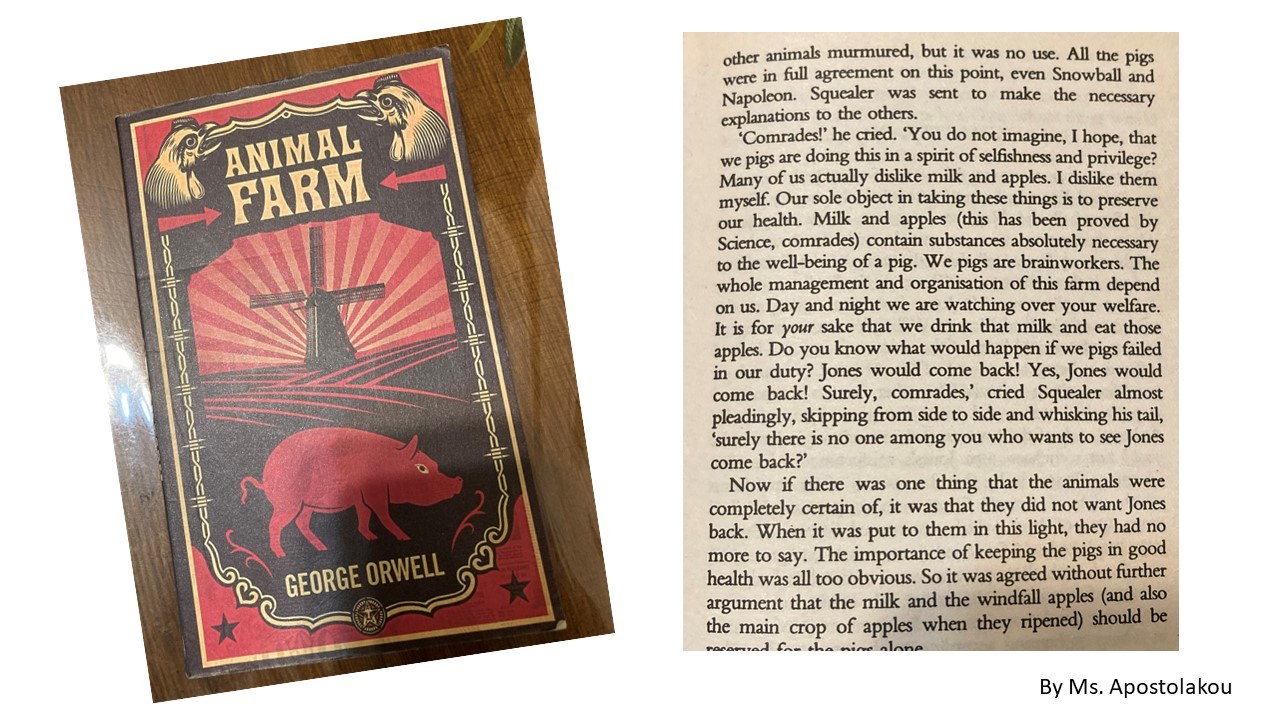 ANIMAL
FARM
GEORGE ORWELL
other animals murmured, but it was no use. All the pigs
were in full agreement on this point, even Snowball and
Napoleon. Squealer was sent to make the necessary
explanations to the others.
‘Comrades!’ he cried. ‘You do not imagine, I hope, that
we pigs are doing this in a spirit of selfishness and privilege?
Many of us actually dislike milk and apples. I dislike them
myself. Our sole object in taking these things is to preserve
our health. Milk and apples (this has been proved by
Science, comrades) contain substances absolutely necessary
to the well-being of a pig. We pigs are brainworkers. The
whole management and organisation of this farm depend
on us. Day and night we are watching over your welfare.
It is for your sake that we drink that milk and eat those
apples. Do you know what would happen if we pigs failed
in our duty? Jones would come back! Yes, Jones would
come back! Surely, comrades,’ cried Squealer almost
pleadingly, skipping from side to side and whisking his tail,
‘surely there is no one among you who wants to see Jones
come back?’
Now if there was one thing that the animals were
completely certain of, it was that they did not want Jones
back. When it was put to them in this light, they had no
more to say. The importance of keeping the pigs in good
health was all too obvious. So it was agreed without further
argument that the milk and the windfall apples (and also
the main crop of apples when they ripened) should be
reserved for the pigs alone
By Ms. Apostolakou